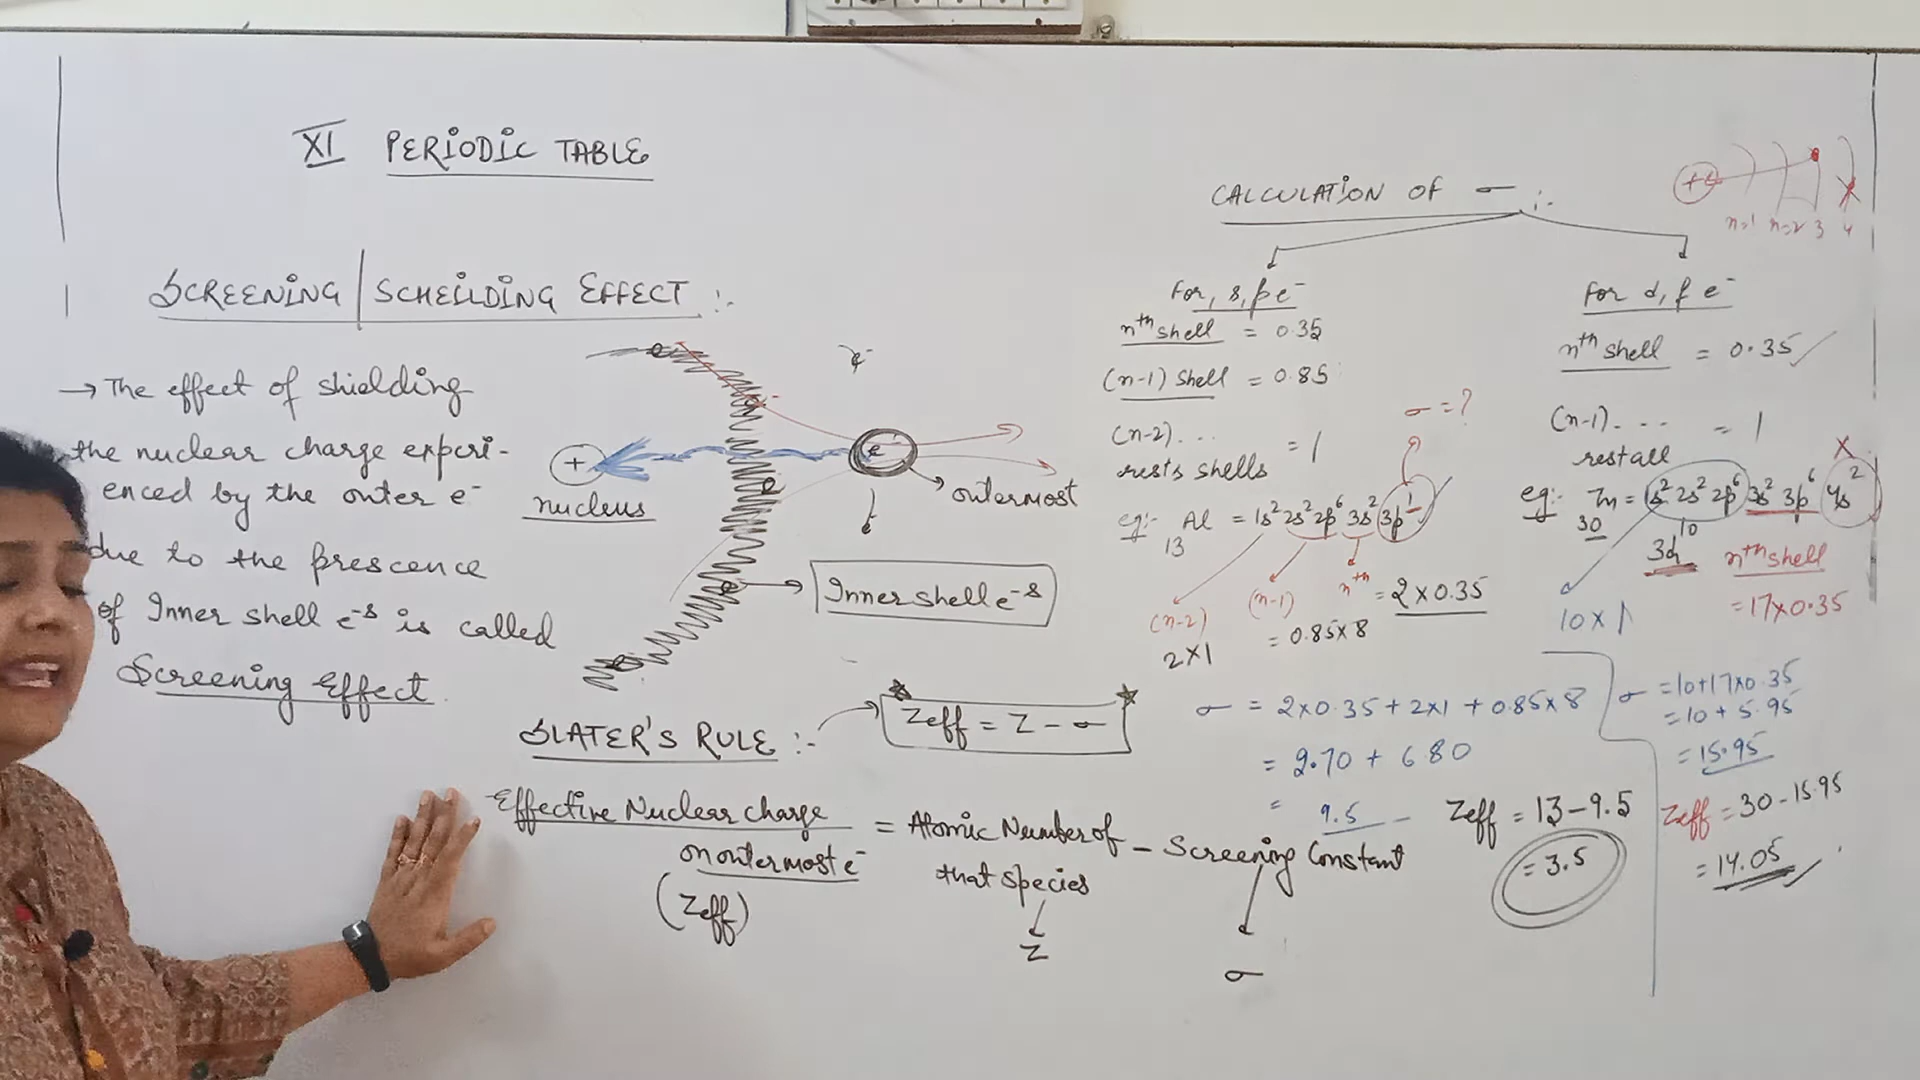 XI PERIODIC TABLE
SCREENING | SCHEILDING EFFECT :-
→ The effect of shielding
the nuclear charge experi-
enced by the outer e⁻
due to the prescence
of Inner shell e⁻s is called
Screening Effect.
e⁻
e⁻
+
nucleus
outermost
Inner shell e⁻s
SLATER'S RULE :-
Zeff = Z - σ
Effective Nuclear charge
on outermost e⁻
(Zeff)
= Atomic Number of
that species
Z
- Screening Constant
σ
CALCULATION OF σ :-
n=1 n=2 3 4
For, s, p e⁻
nth shell = 0.35
(n-1) shell = 0.85
(n-2)...
rests shells = 1
σ = ?
eg:- Al = 1s² 2s² 2p⁶ 3s² 3p¹
13
(n-2)
2×1
(n-1)
= 0.85×8
nth = 2×0.35
σ = 2×0.35 + 2×1 + 0.85×8
= 2.70 + 6.80
= 9.5
Zeff = 13 - 9.5
= 3.5
For d, f e⁻
nth shell = 0.35 ✓
(n-1)....
rest all = 1
X
eg:- Zn = 1s² 2s² 2p⁶ 3s² 3p⁶ 4s²
30
3d¹⁰
nth shell
= 17×0.35
10×1
σ = 10+17×0.35
= 10 + 5.95
= 15.95
Zeff = 30 - 15.95
= 14.05